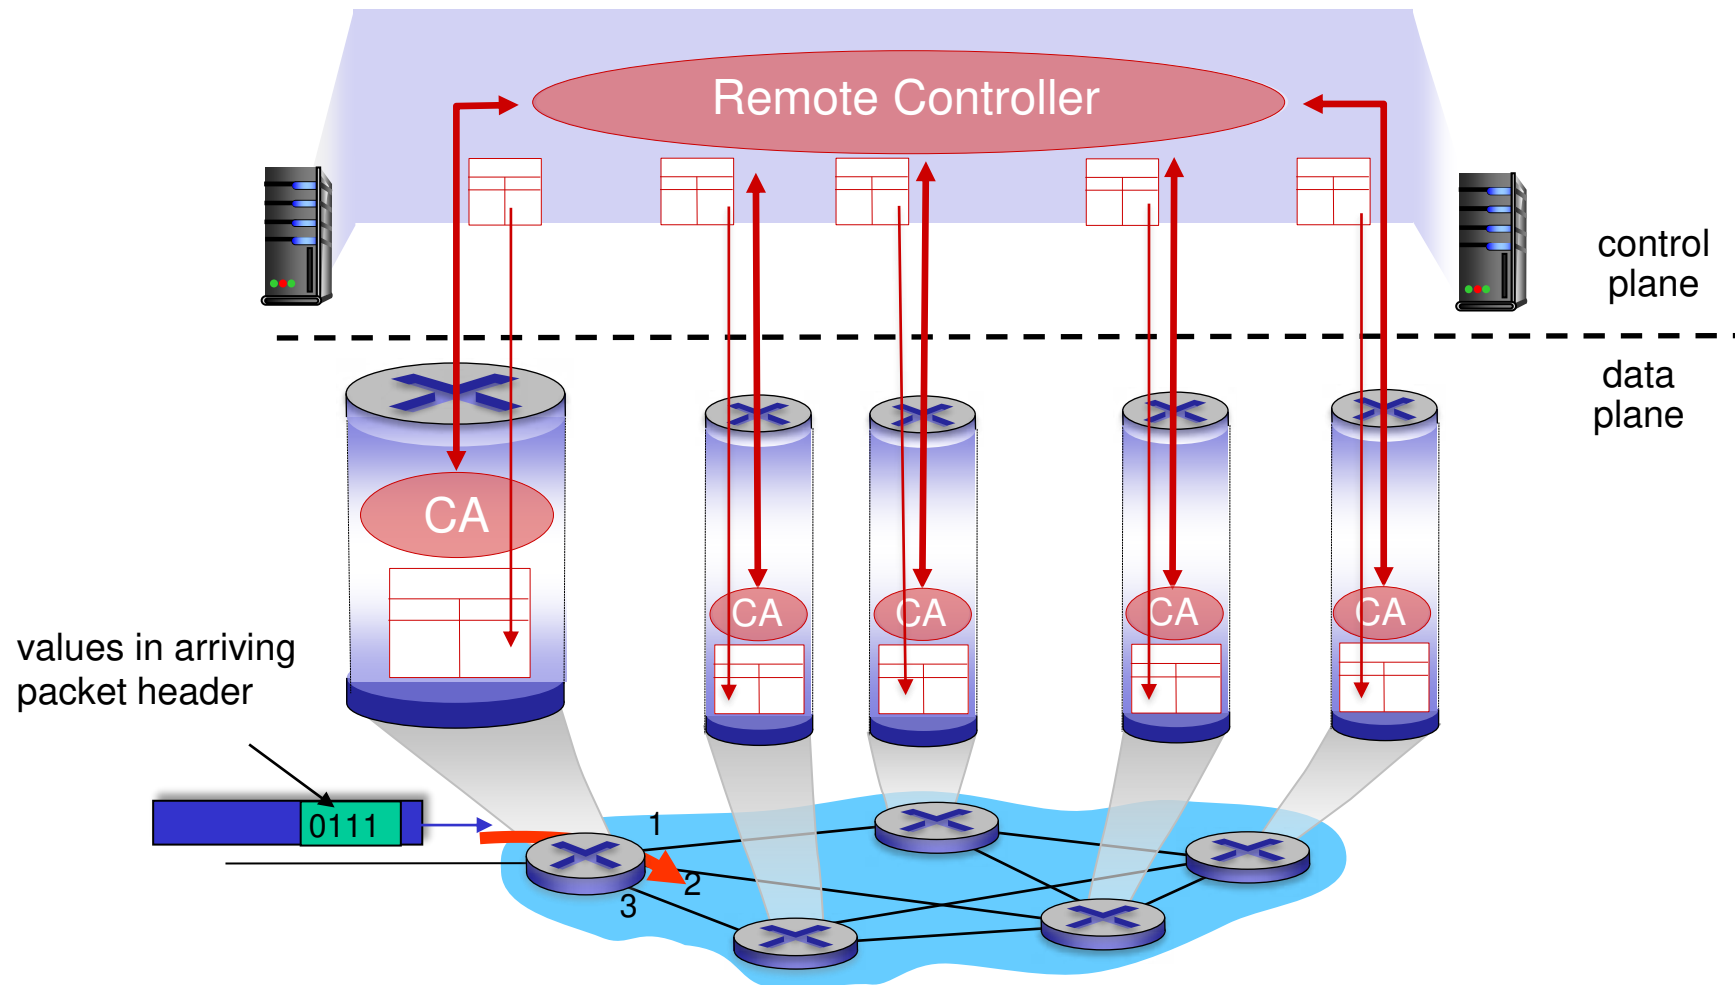 Remote Controller
control
plane
data
plane
CA
CA
CA
CA
CA
values in arriving
packet header
0111
1
2
3